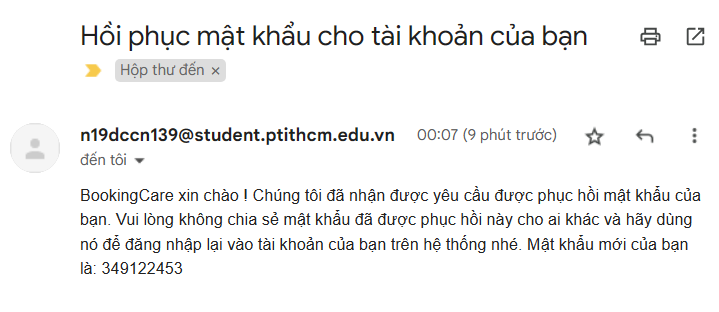 Hồi phục mật khẩu cho tài khoản của bạn
Hộp thư đến ×
n19dccn139@student.ptithcm.edu.vn 00:07 (9 phút trước)
đến tôi
BookingCare xin chào ! Chúng tôi đã nhận được yêu cầu được phục hồi mật khẩu của
bạn. Vui lòng không chia sẻ mật khẩu đã được phục hồi này cho ai khác và hãy dùng
nó để đăng nhập lại vào tài khoản của bạn trên hệ thống nhé. Mật khẩu mới của bạn
là: 349122453